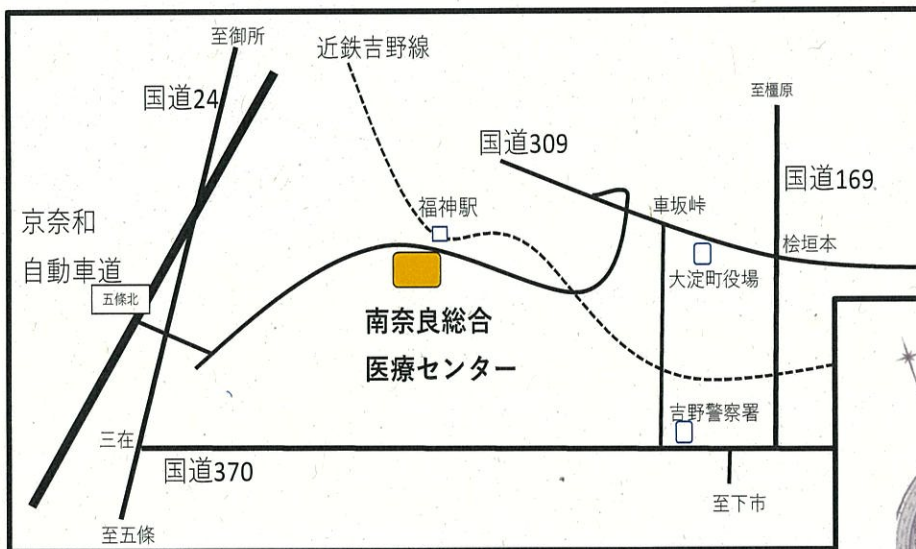 至御所
近鉄吉野線
国道24
至橿原
国道309
国道169
福神駅
車坂峠
京奈和
自動車道
桧垣本
大淀町役場
五條北
南奈良総合
医療センター
吉野警察署
三在
国道370
至下市
至五條